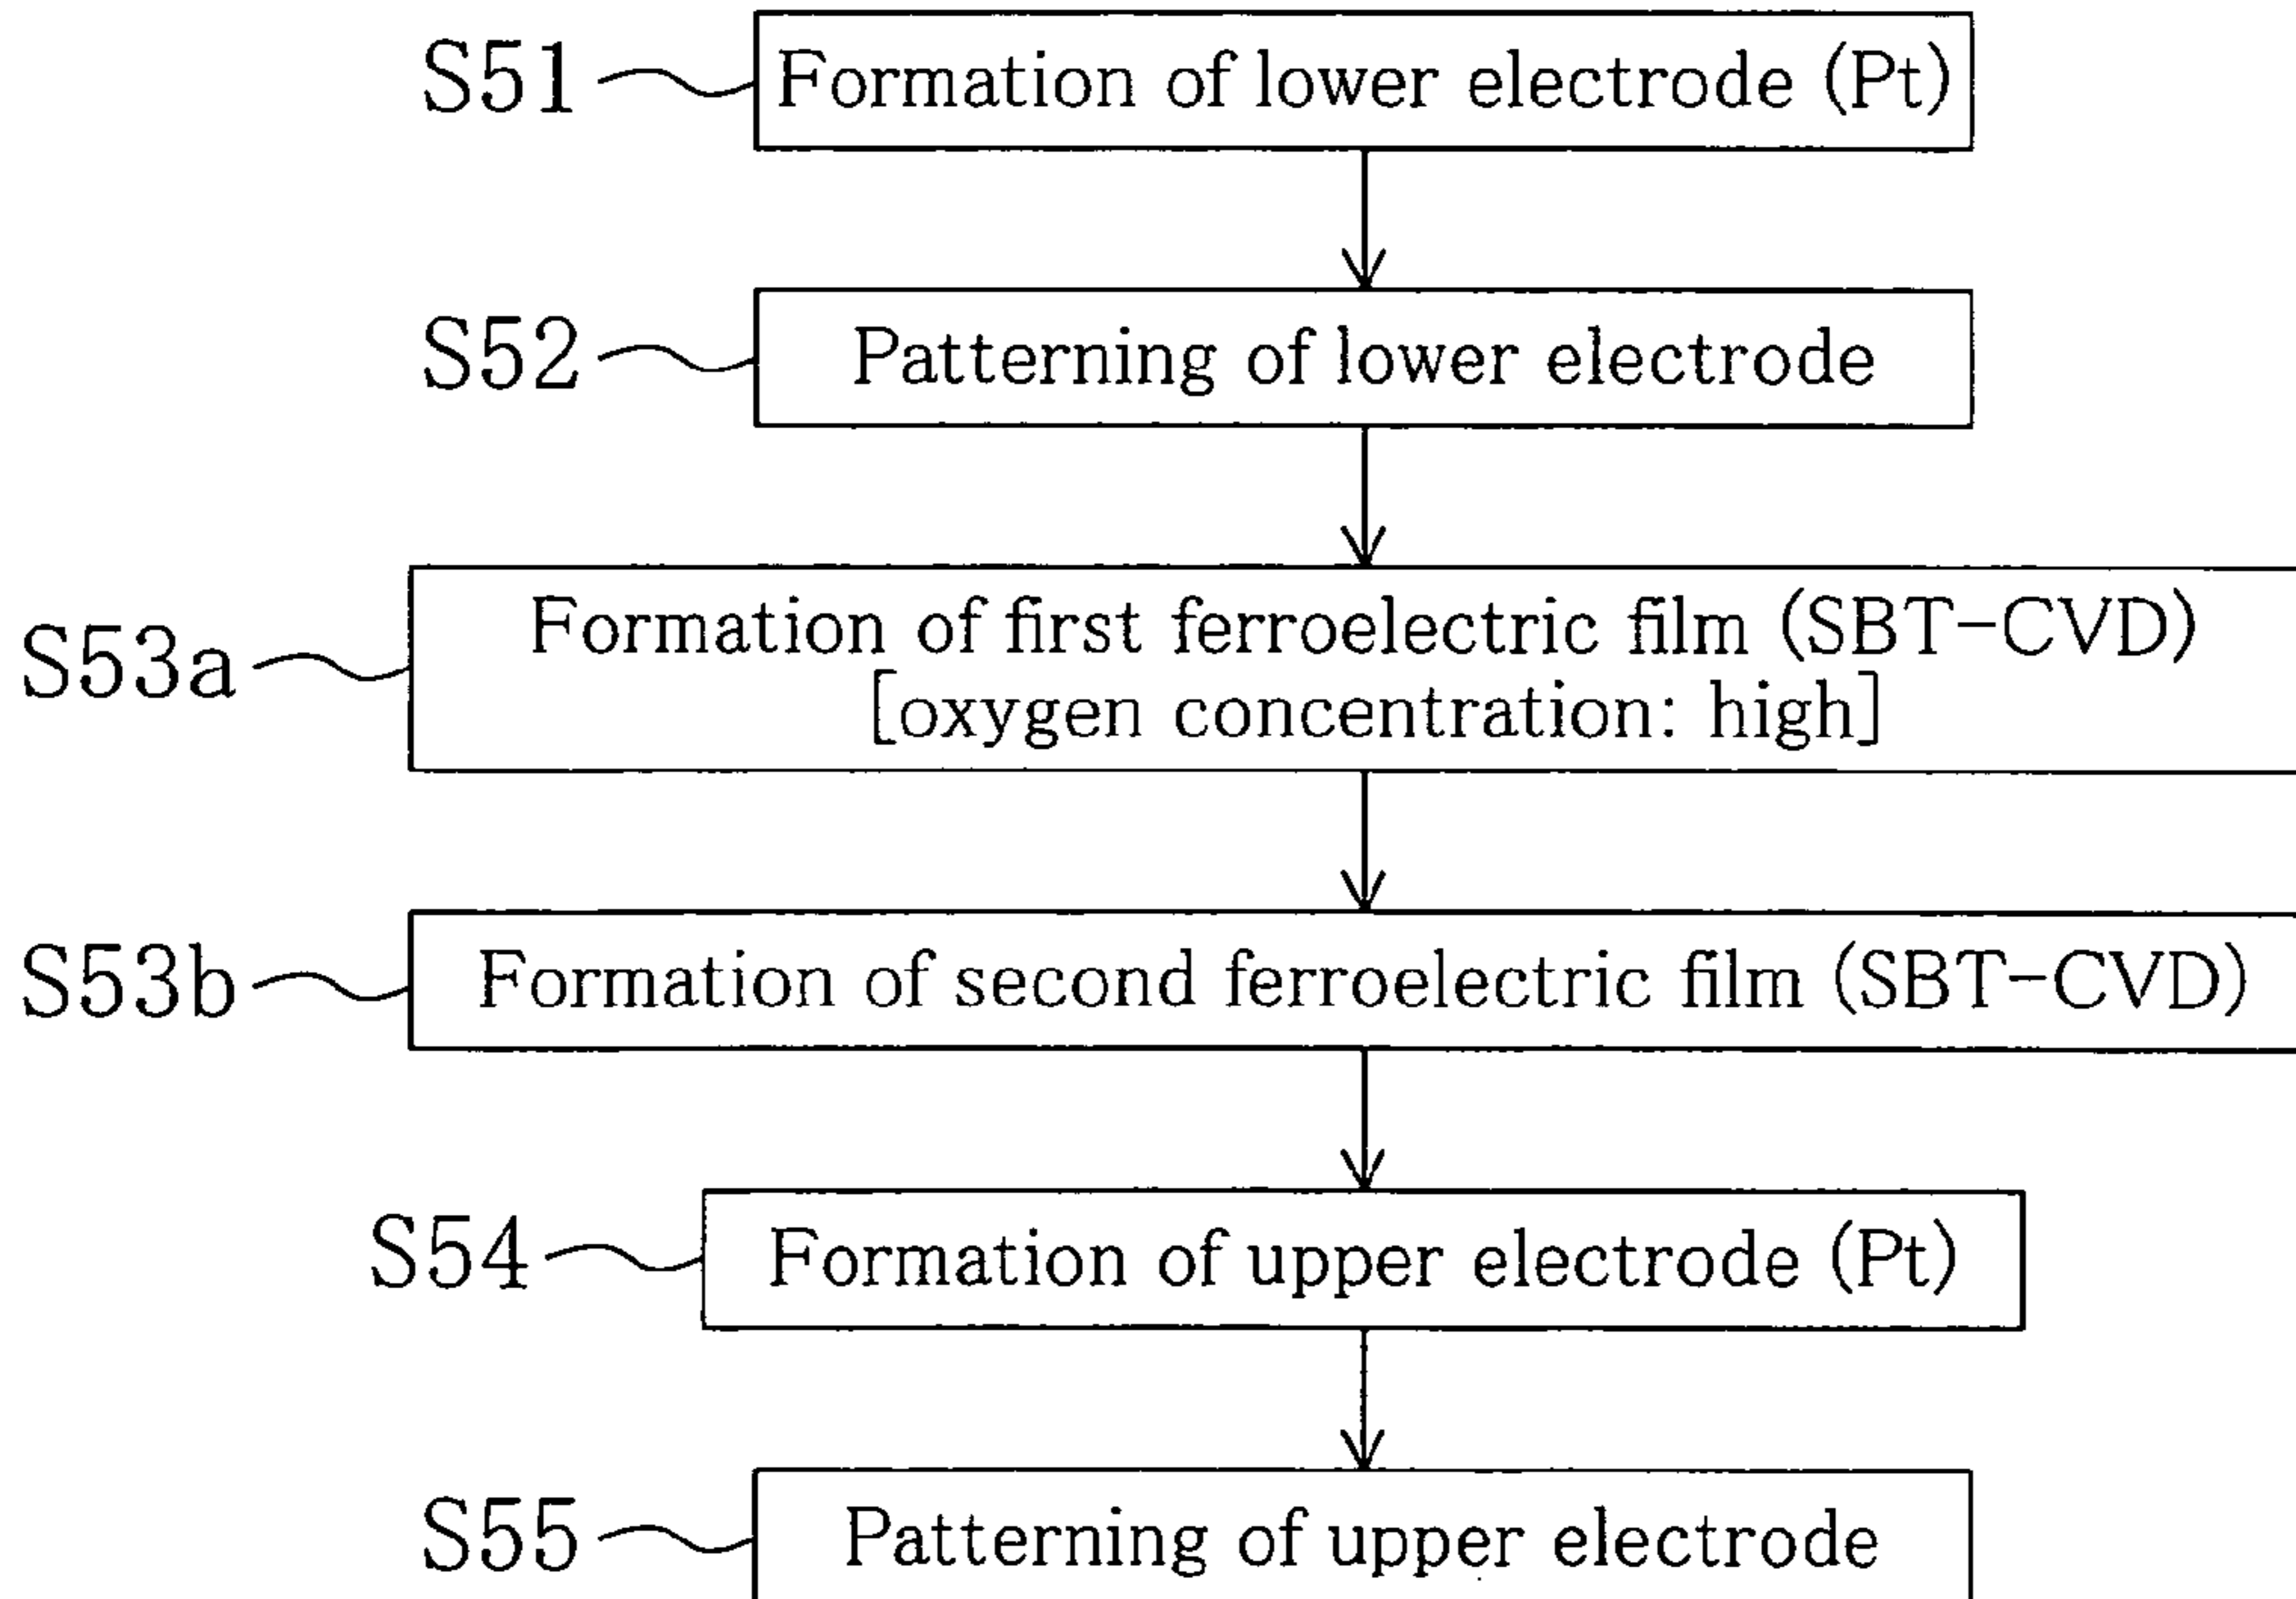 S51 Formation of lower electrode (Pt)
S52 Patterning of lower electrode
S53a Formation of first ferroelectric film (SBT-CVD)
[oxygen concentration: high]
S53b Formation of second ferroelectric film (SBT-CVD)
S54 Formation of upper electrode (Pt)
S55 Patterning of upper electrode